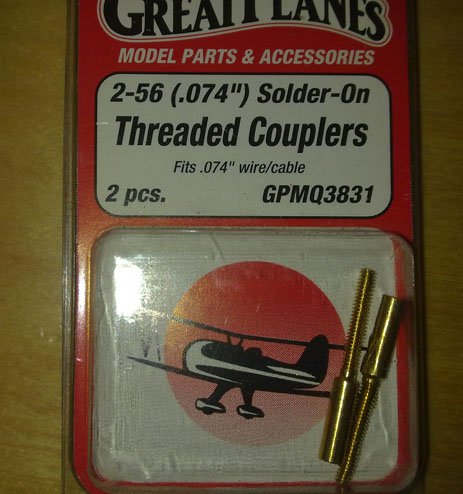 GREAT PLANES
MODEL PARTS & ACCESSORIES
2-56 (.074") Solder-On
Threaded Couplers
Fits .074" wire/cable
2 pcs. GPMQ3831